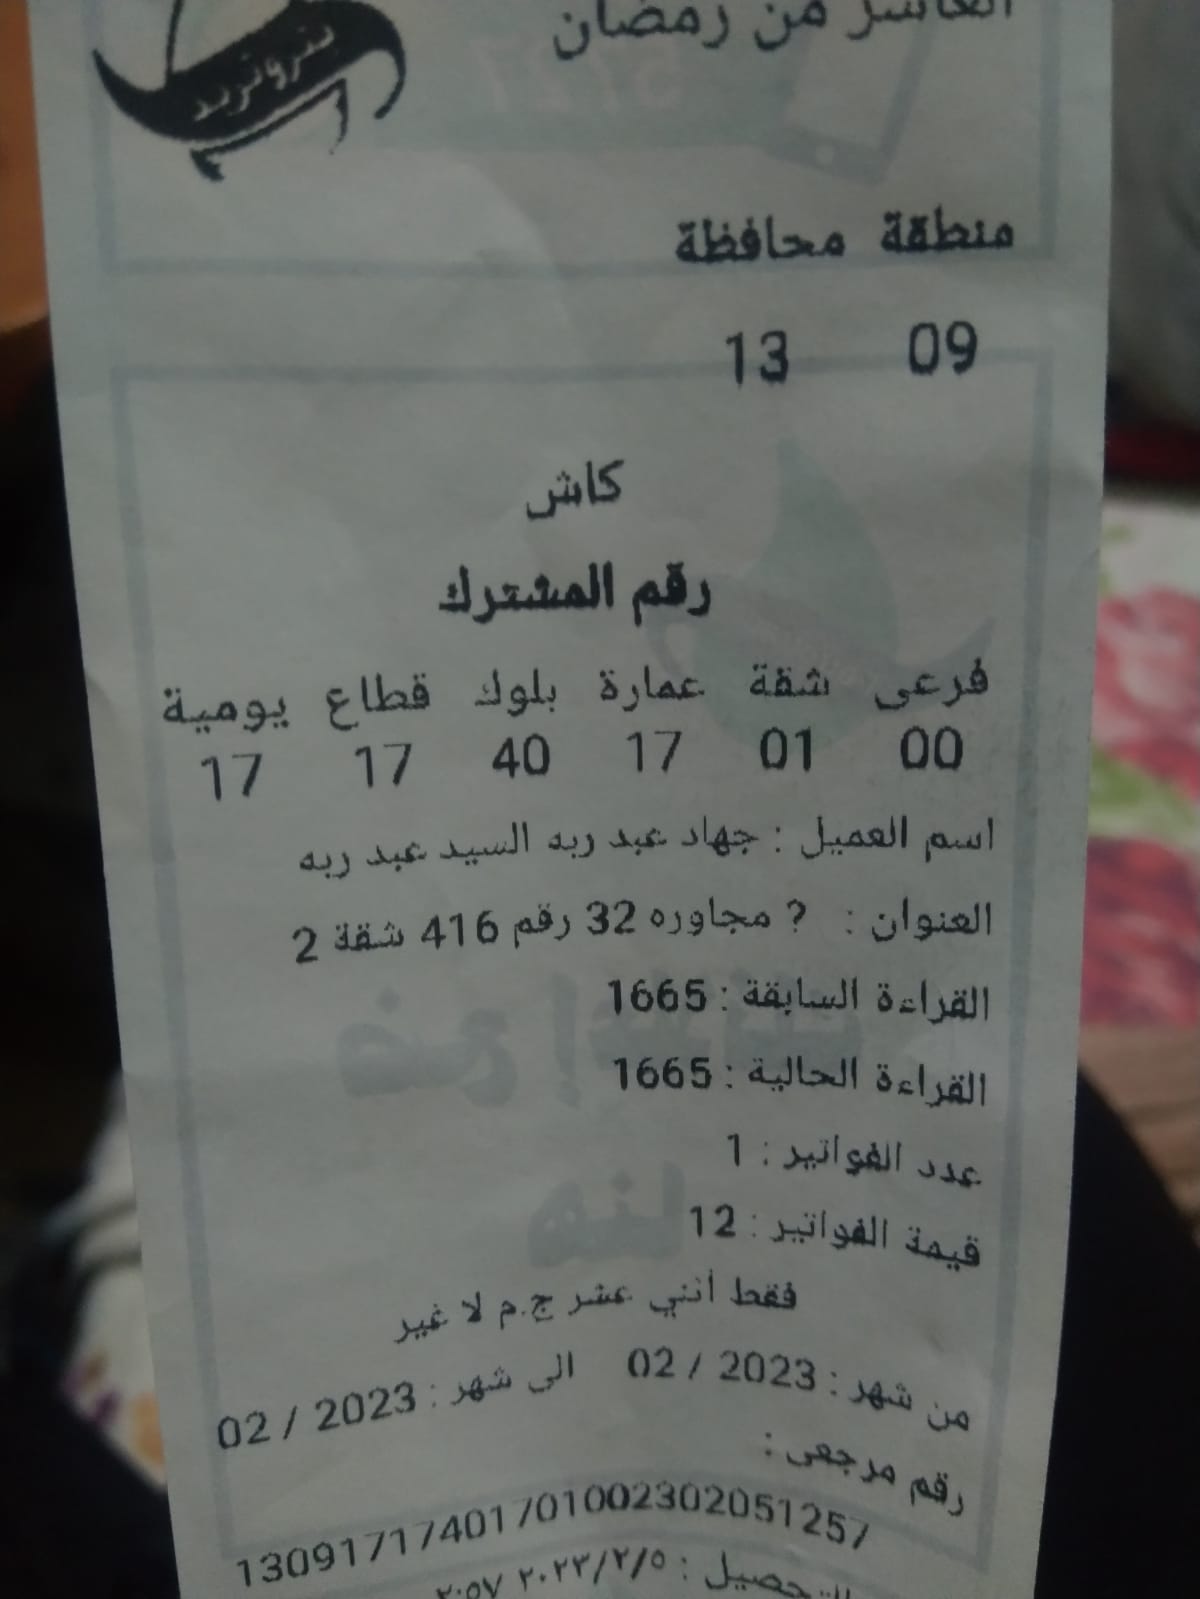 العاشر من رمضان
بتروتريد
منطقة محافظة
09 13
كاش
رقم المشترك
فرعى شقة عمارة بلوك قطاع يومية
00 01 17 40 17 17
اسم العميل : جهاد عبد ربه السيد عبد ربه
العنوان : ? مجاوره 32 رقم 416 شقة 2
القراءة السابقة : 1665
القراءة الحالية : 1665
عدد الفواتير : 1
قيمة الفواتير : 12
فقط أثني عشر ج.م لا غير
من شهر : 2023 / 02 الى شهر : 2023 / 02
رقم مرجعى :
13091717401701002302051257
التحصيل : ٢٠٢٣/٢/٥